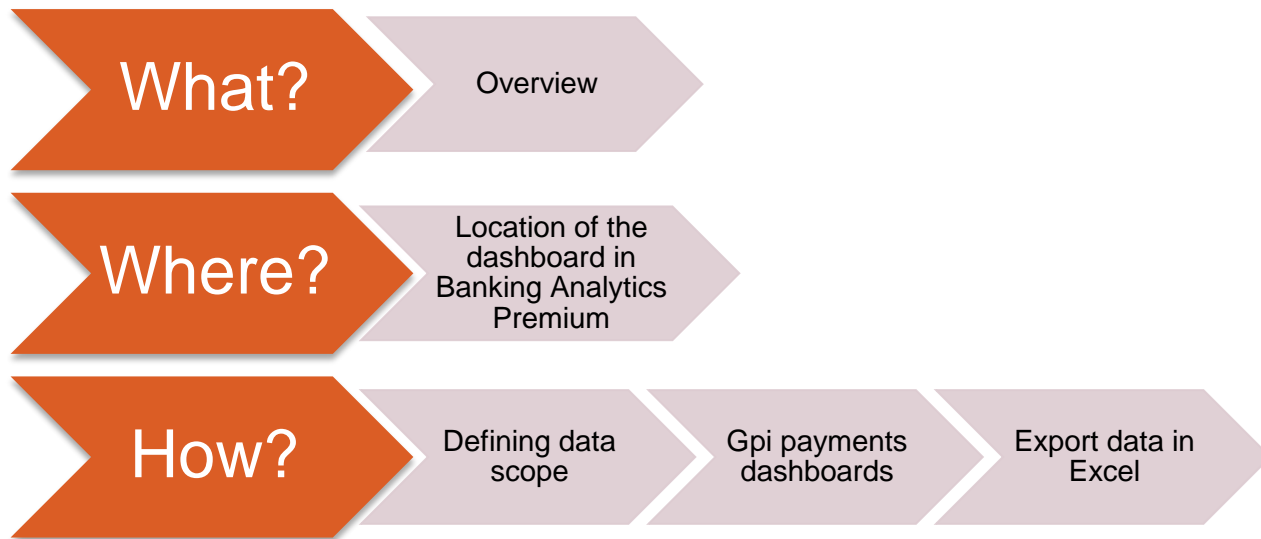 What?
Overview
Where?
Location of the
dashboard in
Banking Analytics
Premium
How?
Defining data
scope
Gpi payments
dashboards
Export data in
Excel